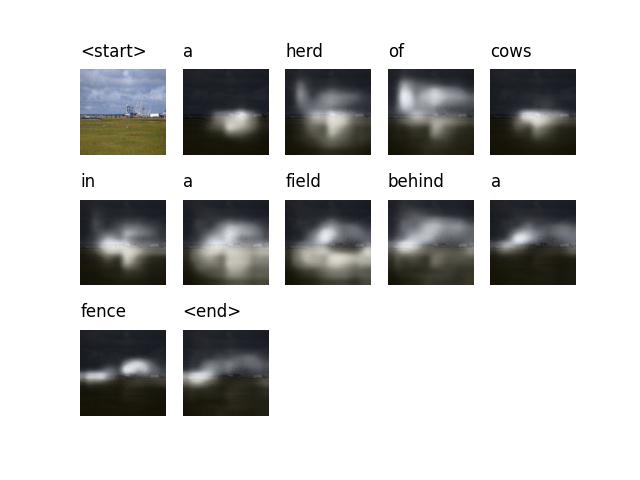 <start> a herd of cows
in a field behind a
fence <end>